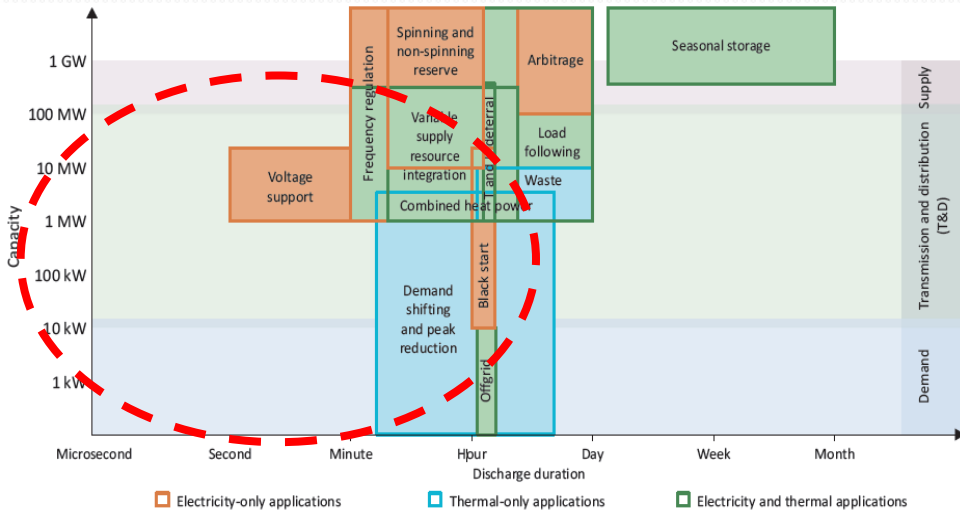 Capacity
1 GW
100 MW
10 MW
1 MW
100 kW
10 kW
1 kW
Voltage
support
Frequency regulation
Spinning and
non-spinning
reserve
Variable
supply
resource
integration
T and D deferral
Arbitrage
Load
following
Waste
Combined heat power
Demand
shifting
and peak
reduction
Black start
Offgrid
Seasonal storage
Supply
Transmission and distribution
(T&D)
Demand
Microsecond
Second
Minute
Hour
Day
Week
Month
Discharge duration
Electricity-only applications
Thermal-only applications
Electricity and thermal applications